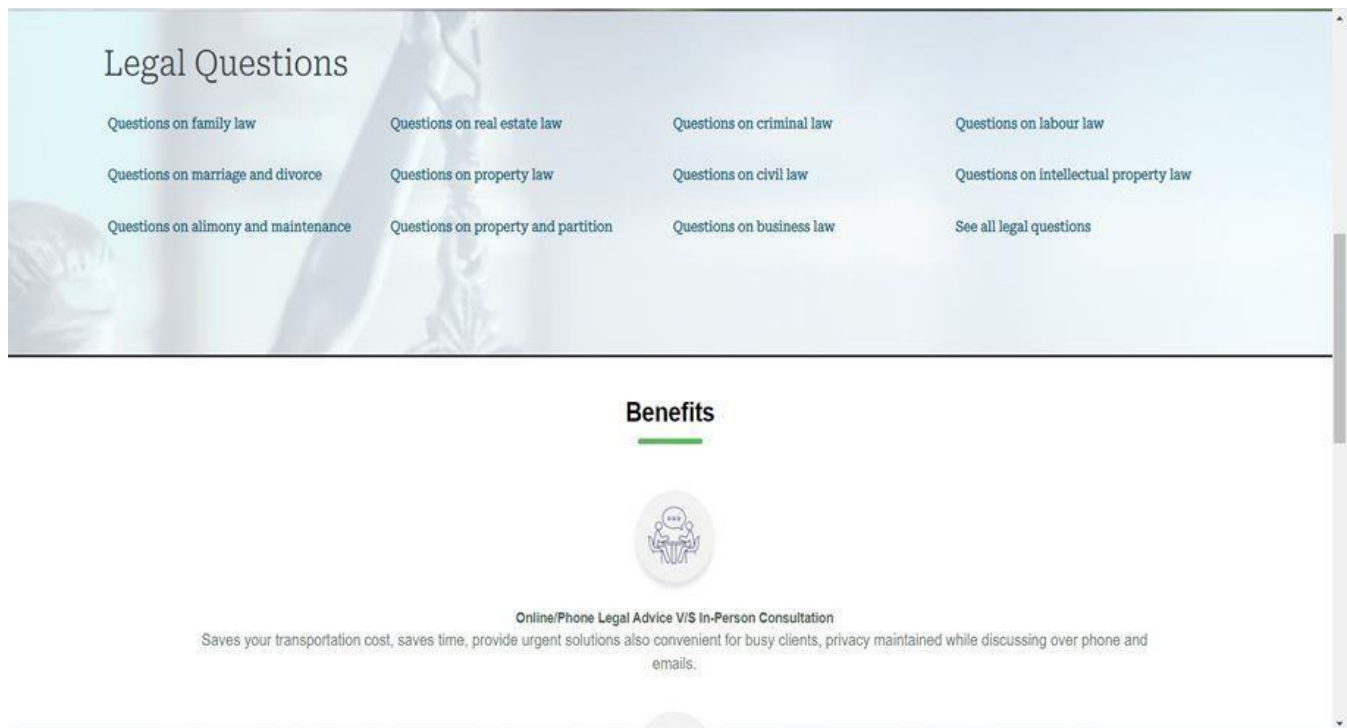 Legal Questions
Questions on family law
Questions on real estate law
Questions on criminal law
Questions on labour law
Questions on marriage and divorce
Questions on property law
Questions on civil law
Questions on intellectual property law
Questions on alimony and maintenance
Questions on property and partition
Questions on business law
See all legal questions
Benefits
Online/Phone Legal Advice V/S In-Person Consultation
Saves your transportation cost, saves time, provide urgent solutions also convenient for busy clients, privacy maintained while discussing over phone and
emails.